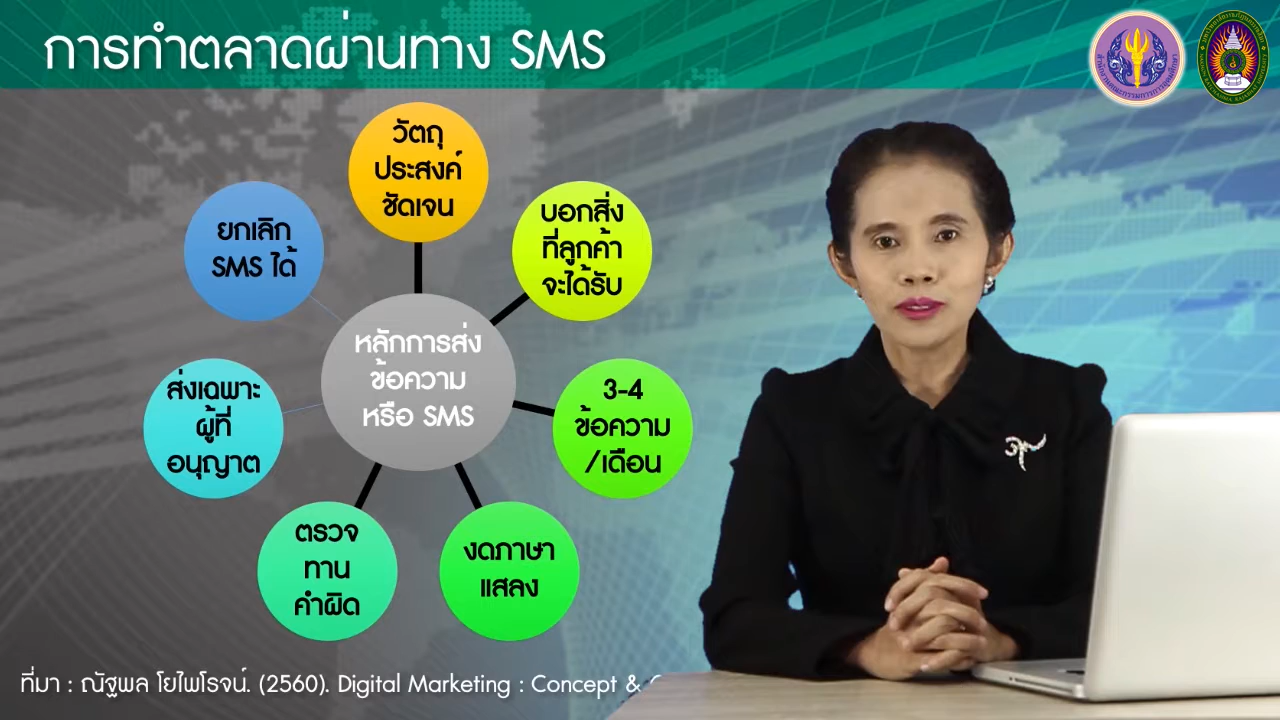 การทำตลาดผ่านทาง SMS
วัตถุ
ประสงค์
ชัดเจน
บอกสิ่ง
ที่ลูกค้า
จะได้รับ
3-4
ข้อความ
/เดือน
งดภาษา
แสลง
ตรวจ
ทาน
คำผิด
ส่งเฉพาะ
ผู้ที่
อนุญาต
ยกเลิก
SMS ได้
หลักการส่ง
ข้อความ
หรือ SMS
ที่มา : ณัฐพล โยไพโรจน์. (2560). Digital Marketing : Concept &